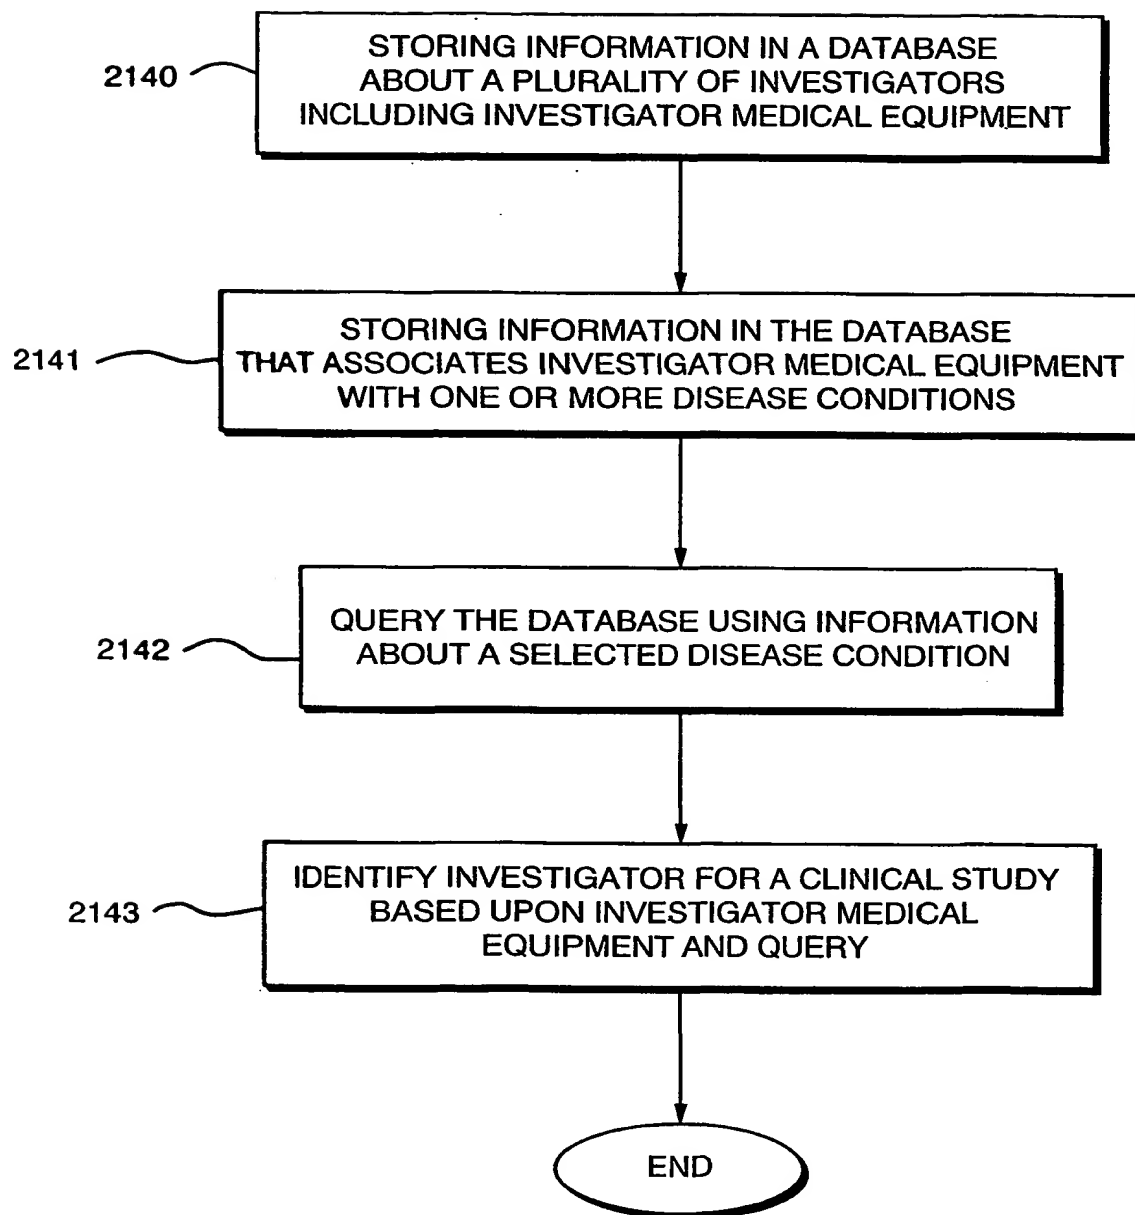 2140
STORING INFORMATION IN A DATABASE
ABOUT A PLURALITY OF INVESTIGATORS
INCLUDING INVESTIGATOR MEDICAL EQUIPMENT
2141
STORING INFORMATION IN THE DATABASE
THAT ASSOCIATES INVESTIGATOR MEDICAL EQUIPMENT
WITH ONE OR MORE DISEASE CONDITIONS
2142
QUERY THE DATABASE USING INFORMATION
ABOUT A SELECTED DISEASE CONDITION
2143
IDENTIFY INVESTIGATOR FOR A CLINICAL STUDY
BASED UPON INVESTIGATOR MEDICAL
EQUIPMENT AND QUERY
END